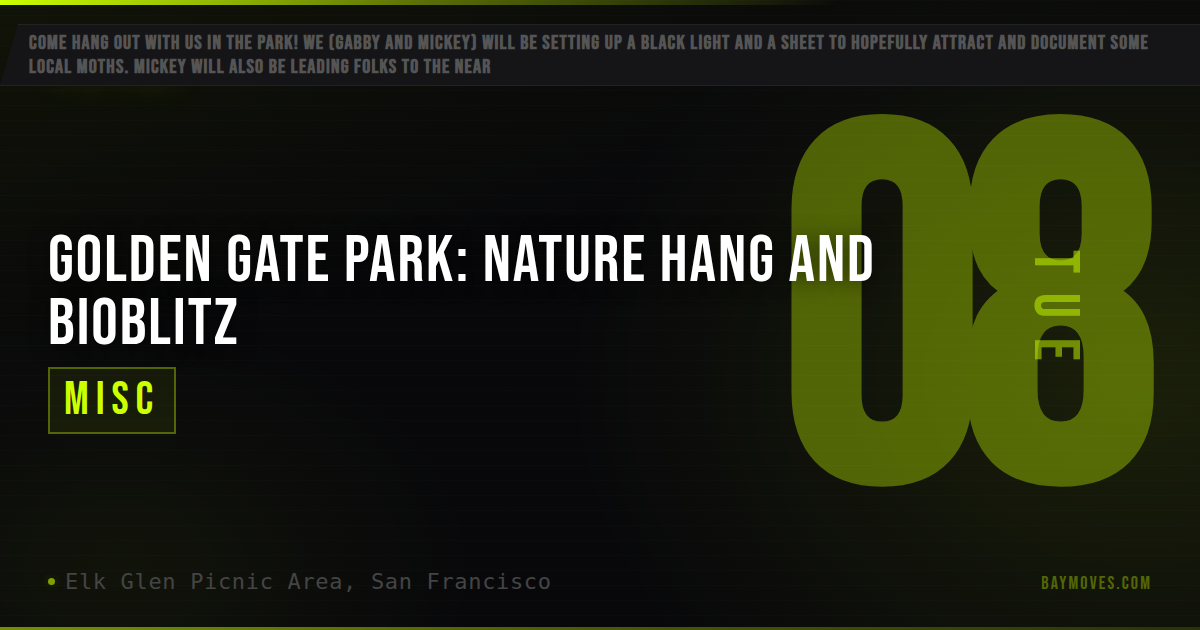 COME HANG OUT WITH US IN THE PARK! WE (GABBY AND MICKEY) WILL BE SETTING UP A BLACK LIGHT AND A SHEET TO HOPEFULLY ATTRACT AND DOCUMENT SOME
LOCAL MOTHS. MICKEY WILL ALSO BE LEADING FOLKS TO THE NEAR
08
TUE
GOLDEN GATE PARK: NATURE HANG AND
BIOBLITZ
MISC
Elk Glen Picnic Area, San Francisco
BAYMOVES.COM